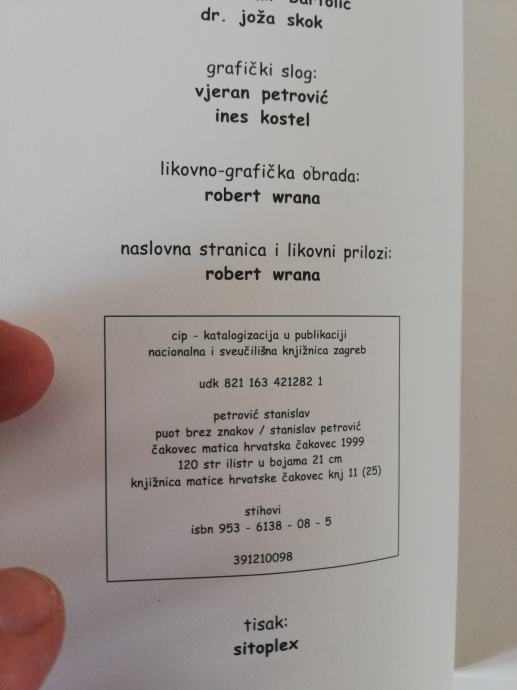 dr. joža skok
grafički slog:
vjeran petrović
ines kostel
likovno-grafička obrada:
robert wrana
naslovna stranica i likovni prilozi:
robert wrana
cip - katalogizacija u publikaciji
nacionalna i sveučilišna knjižnica zagreb
udk 821 163 421282 1
petrović stanislav
puot brez znakov / stanislav petrović
čakovec matica hrvatska čakovec 1999
120 str ilistr u bojama 21 cm
knjižnica matice hrvatske čakovec knj 11 (25)
stihovi
isbn 953 - 6138 - 08 - 5
391210098
tisak:
sitoplex